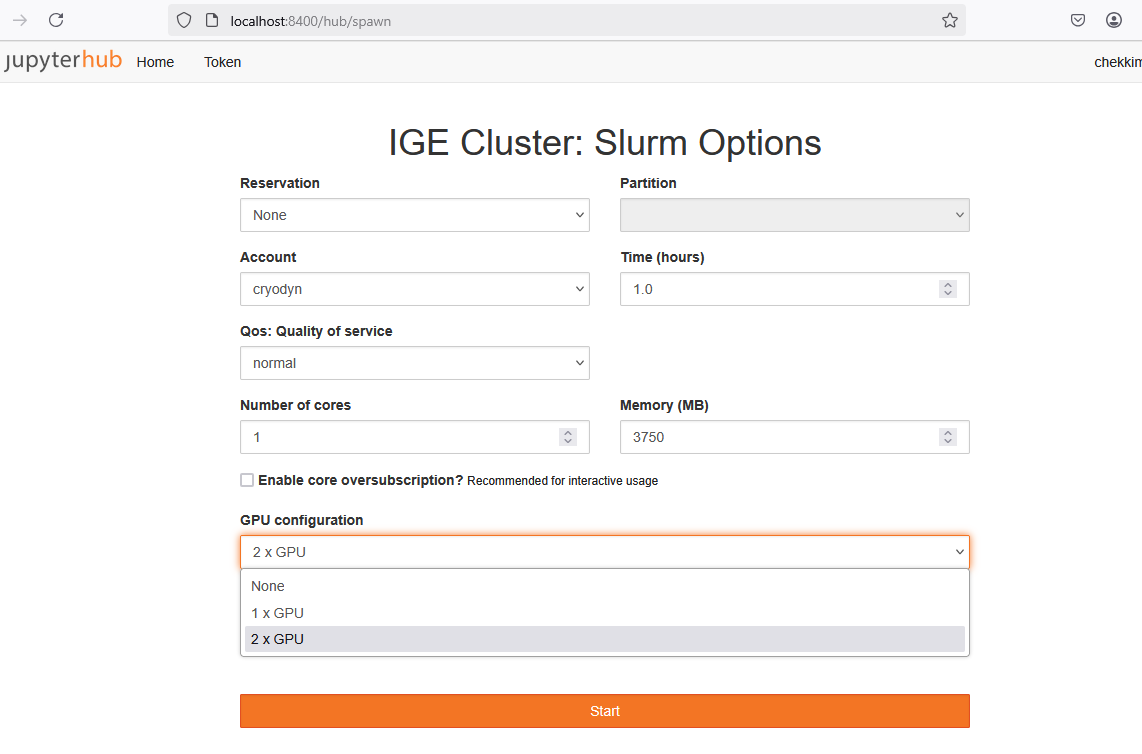 localhost:8400/hub/spawn
jupyterhub Home Token chekkim
IGE Cluster: Slurm Options
Reservation Partition
None
Account Time (hours)
cryodyn 1.0
Qos: Quality of service
normal
Number of cores Memory (MB)
1 3750
Enable core oversubscription? Recommended for interactive usage
GPU configuration
2 x GPU
None
1 x GPU
2 x GPU
Start